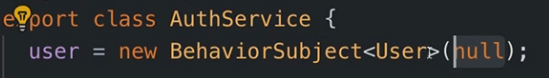 export class AuthService {
user = new BehaviorSubject<User>(null);